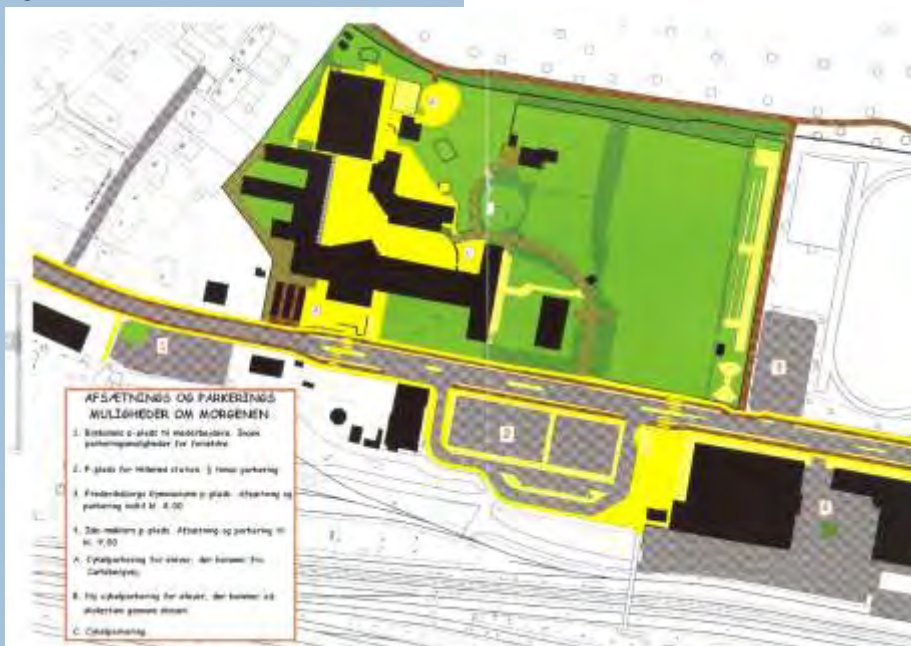 AFSÆTNINGS OG PARKERINGS
MULIGHEDER OM MORGENEN
1. p-plads til medarbejdere. Ingen
parkeringsmuligheder for forældre
2. P-plads for Hillerød station. ½ times parkering
3. Frederiksborg Gymnasiums p-plads. Afsætning og
parkering indtil kl. 8.00
4. p-plads. Afsætning og parkering til
kl. 9.00
A. Cykelparkering for elever, der kommer fra
Carlsbergvej
B. Ny cykelparkering for elever, der kommer ad
skolestien gennem skoven
C. Cykelparkering
1
2
3
4
A
B
C